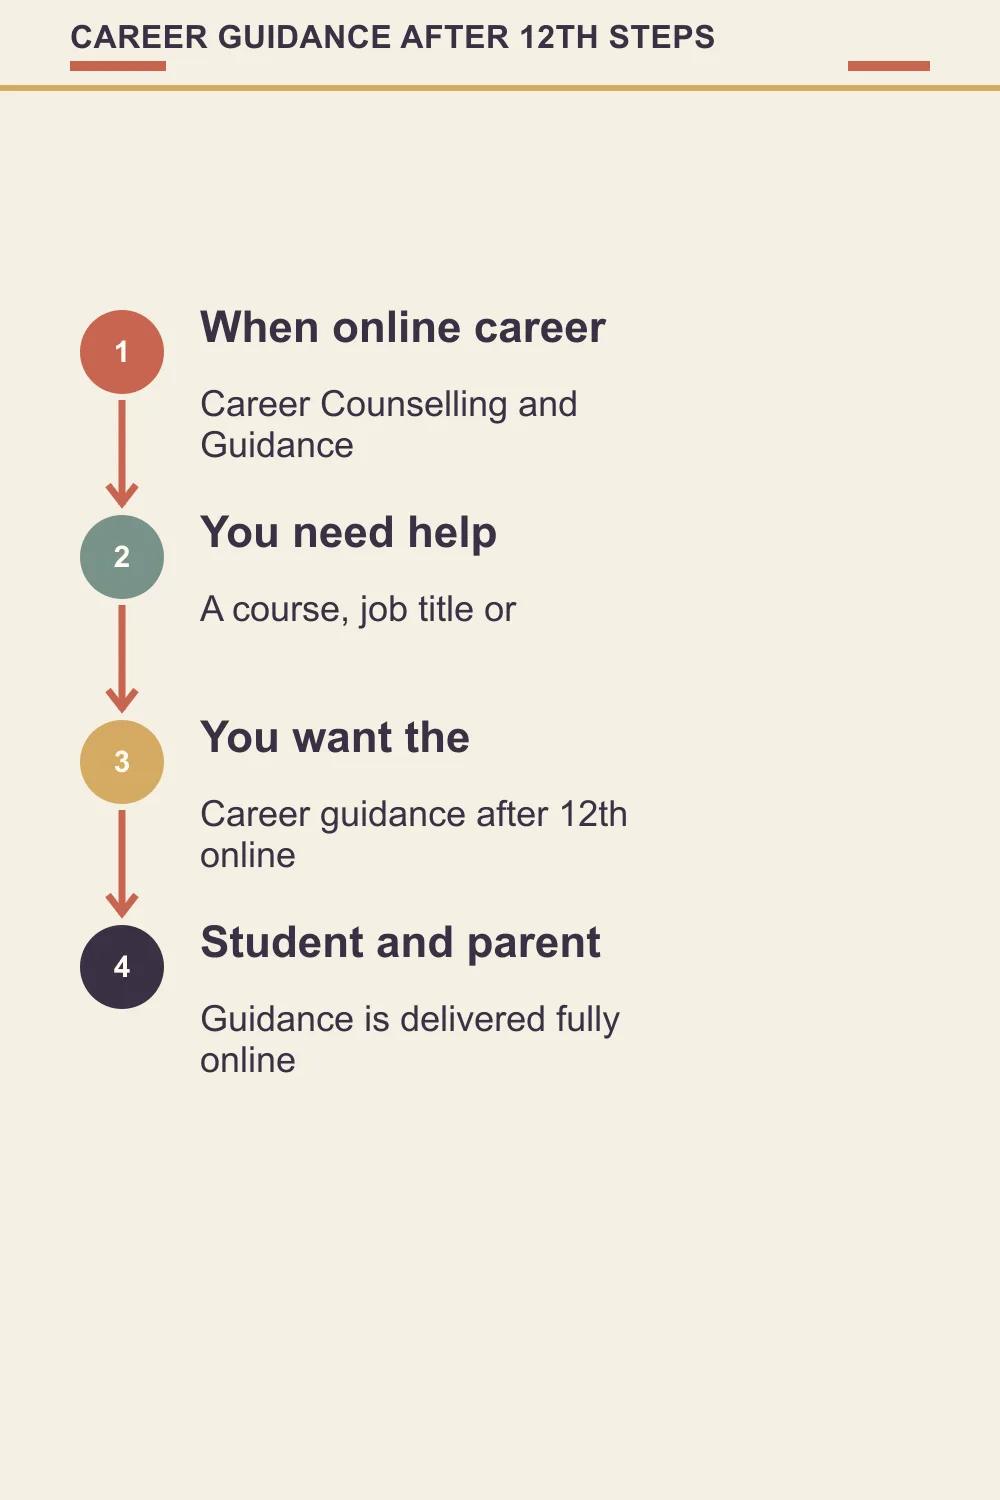 CAREER GUIDANCE AFTER 12TH STEPS
1
When online career
Career Counselling and
Guidance
2
You need help
A course, job title or
3
You want the
Career guidance after 12th
online
4
Student and parent
Guidance is delivered fully
online